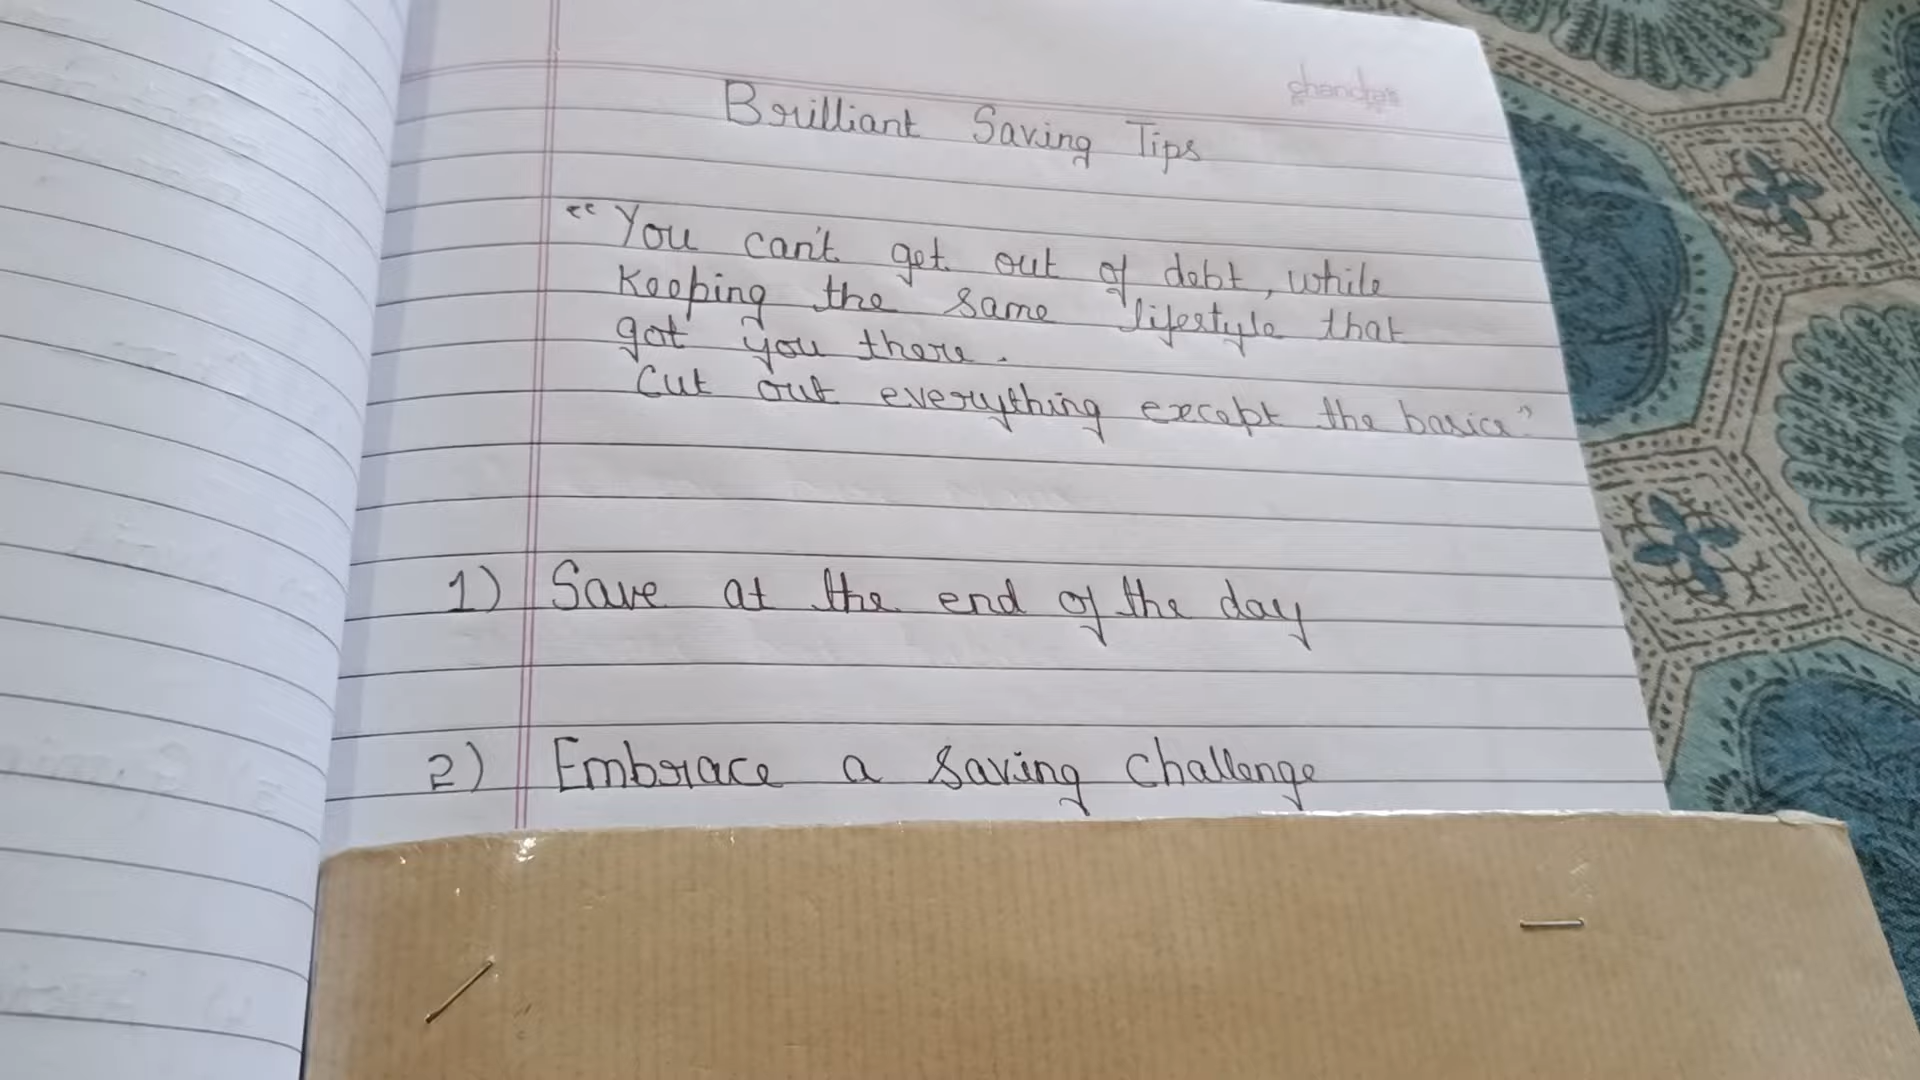 chandra's
Brilliant Saving Tips
“You can't get out of debt, while
Keeping the same lifestyle that
got you there.
Cut out everything except the basics”
1) Save at the end of the day
2) Embrace a saving challenge